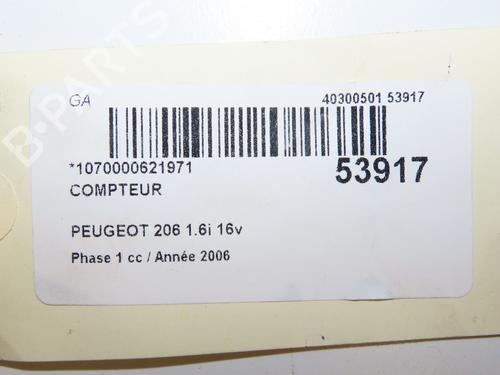 GA
40300501 53917
*1070000621971
53917
COMPTEUR
PEUGEOT 206 1.6i 16v
Phase 1 cc / Année 2006
B-PARTS